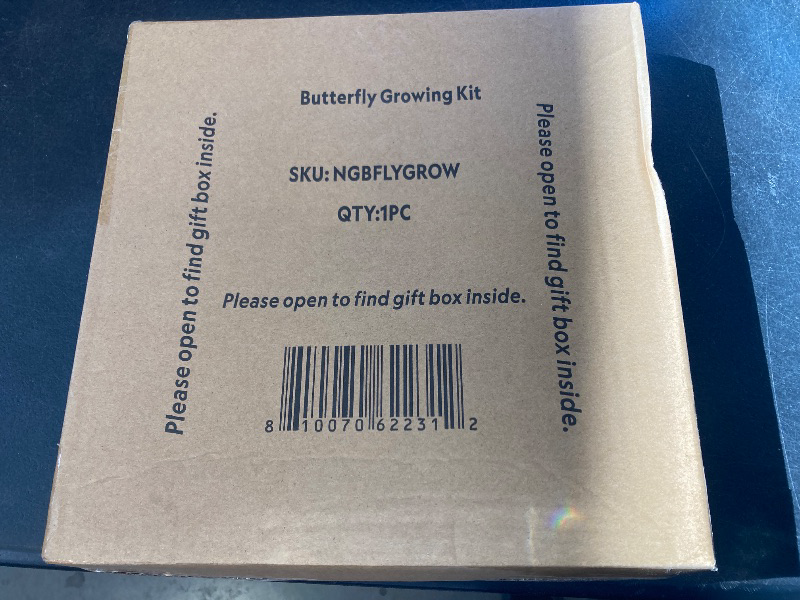 Butterfly Growing Kit
SKU: NGBFLYGROW
QTY:1PC
Please open to find gift box inside.
Please open to find gift box inside.
Please open to find gift box inside.
8 10070 62231 2